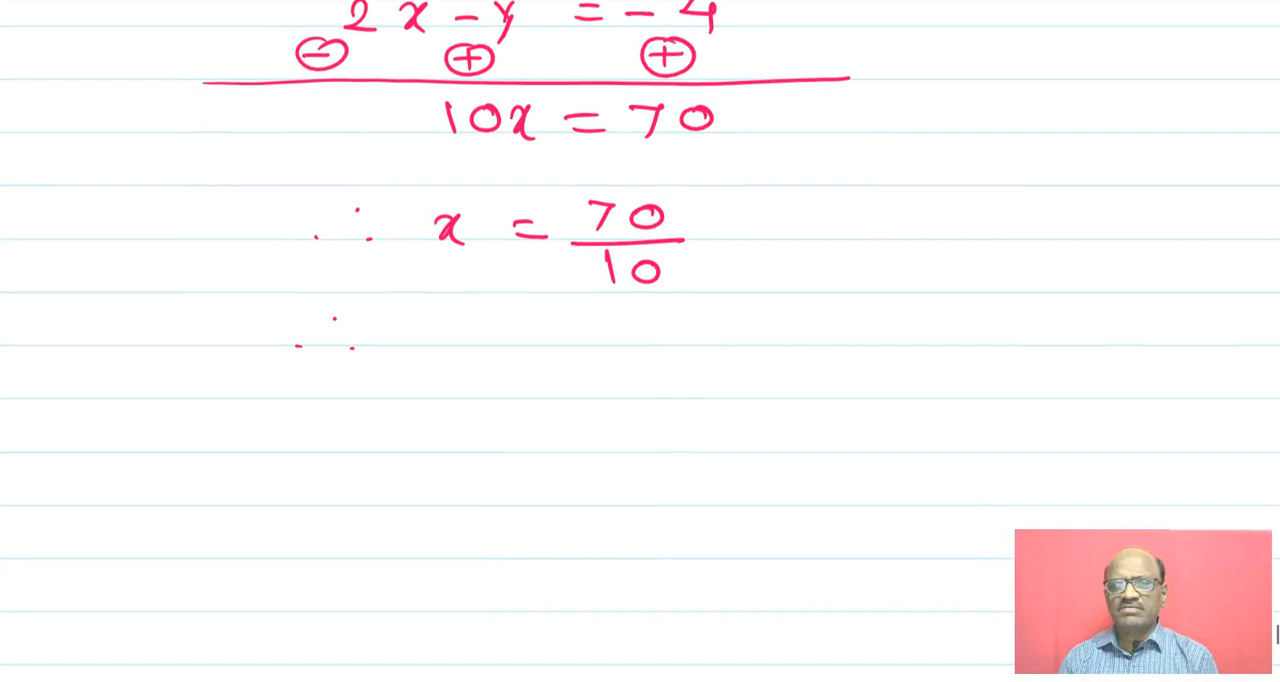 2x - y = - 4
⊖ ⊕ ⊕
10x = 70
∴ x = 70/10
∴